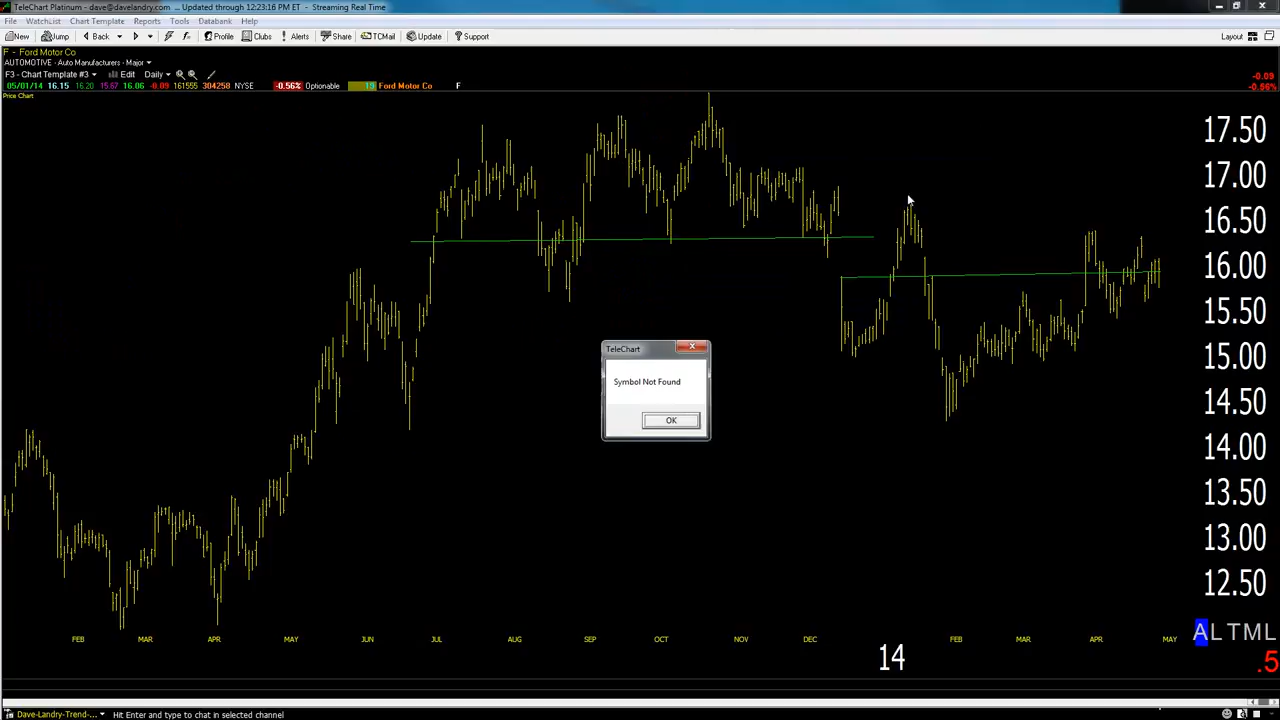 TeleChart Platinum - dave@davelandry.com ... Updated through 12:23:16 PM ET - Streaming Real Time
File WatchList Chart Template Reports Tools Databank Help
New Jump Back Next Profile Clubs Alerts Share TCMail Update Support Layout
F - Ford Motor Co
AUTOMOTIVE - Auto Manufacturers - Major
F3 - Chart Template #3 Edit Daily
05/01/14 16.15 16.20 15.67 16.06 -0.09 161555 304258 NYSE -0.56% Optionable 15 Ford Motor Co F
-0.09
-0.56%
Price Chart
17.50
17.00
16.50
16.00
15.50
15.00
14.50
14.00
13.50
13.00
12.50
TeleChart
Symbol Not Found
OK
FEB MAR APR MAY JUN JUL AUG SEP OCT NOV DEC 14 FEB MAR APR MAY
ALTML
.5
Dave-Landry-Trend-... Hit Enter and type to chat in selected channel